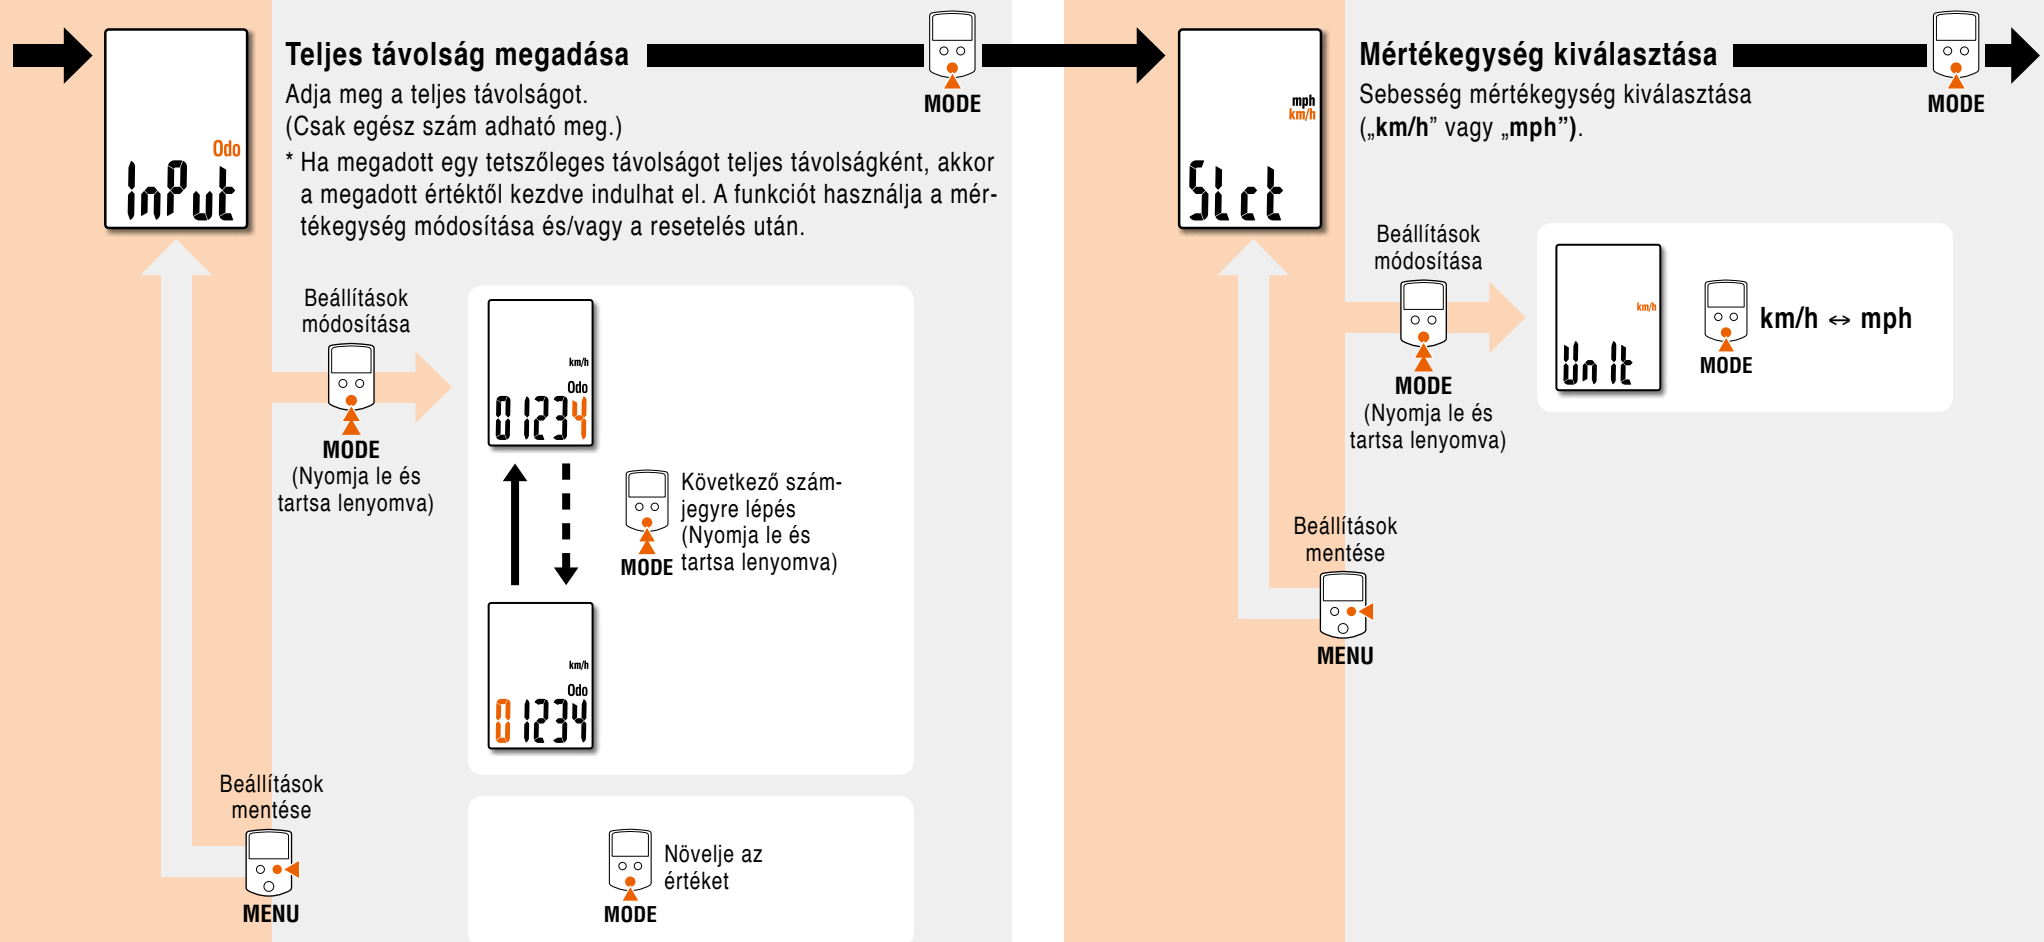 Teljes távolság megadása
MODE
Adja meg a teljes távolságot.
(Csak egész szám adható meg.)
* Ha megadott egy tetszőleges távolságot teljes távolságként, akkor
a megadott értéktől kezdve indulhat el. A funkciót használja a mér-
tékegység módosítása és/vagy a resetelés után.
Odo
InPut
Beállítások
módosítása
MODE
(Nyomja le és
tartsa lenyomva)
km/h
Odo
01234
Következő szám-
jegyre lépés
(Nyomja le és
tartsa lenyomva)
MODE
km/h
Odo
01234
Beállítások
mentése
MENU
Növelje az
értéket
MODE
Mértékegység kiválasztása
MODE
Sebesség mértékegység kiválasztása
(„km/h” vagy „mph”).
mph
km/h
SLct
Beállítások
módosítása
MODE
(Nyomja le és
tartsa lenyomva)
km/h
Unit
MODE
km/h ↔ mph
Beállítások
mentése
MENU